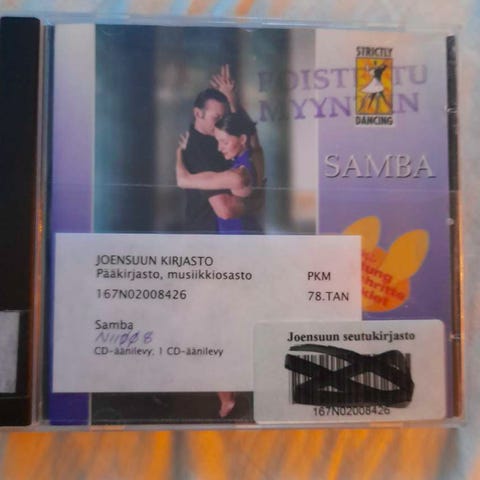 STRICTLY
DANCING
POISTETTU
MYYNTIIN
SAMBA
JOENSUUN KIRJASTO
Pääkirjasto, musiikkiosasto
PKM
167N02008426
78.TAN
Samba
CD-äänilevy; 1 CD-äänilevy
Joensuun seutukirjasto
167N02008426